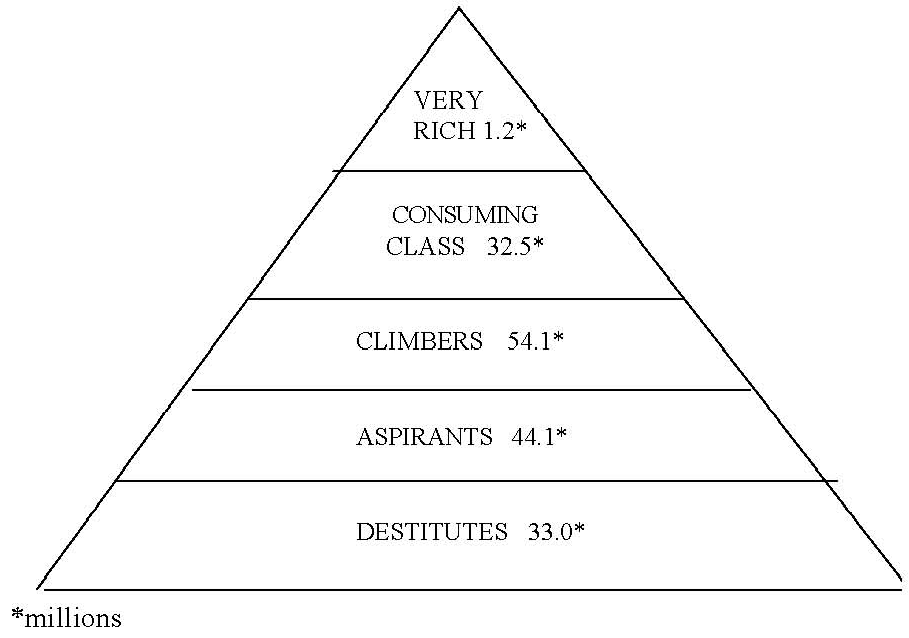 VERY
RICH 1.2*
CONSUMING
CLASS 32.5*
CLIMBERS 54.1*
ASPIRANTS 44.1*
DESTITUTES 33.0*
*millions